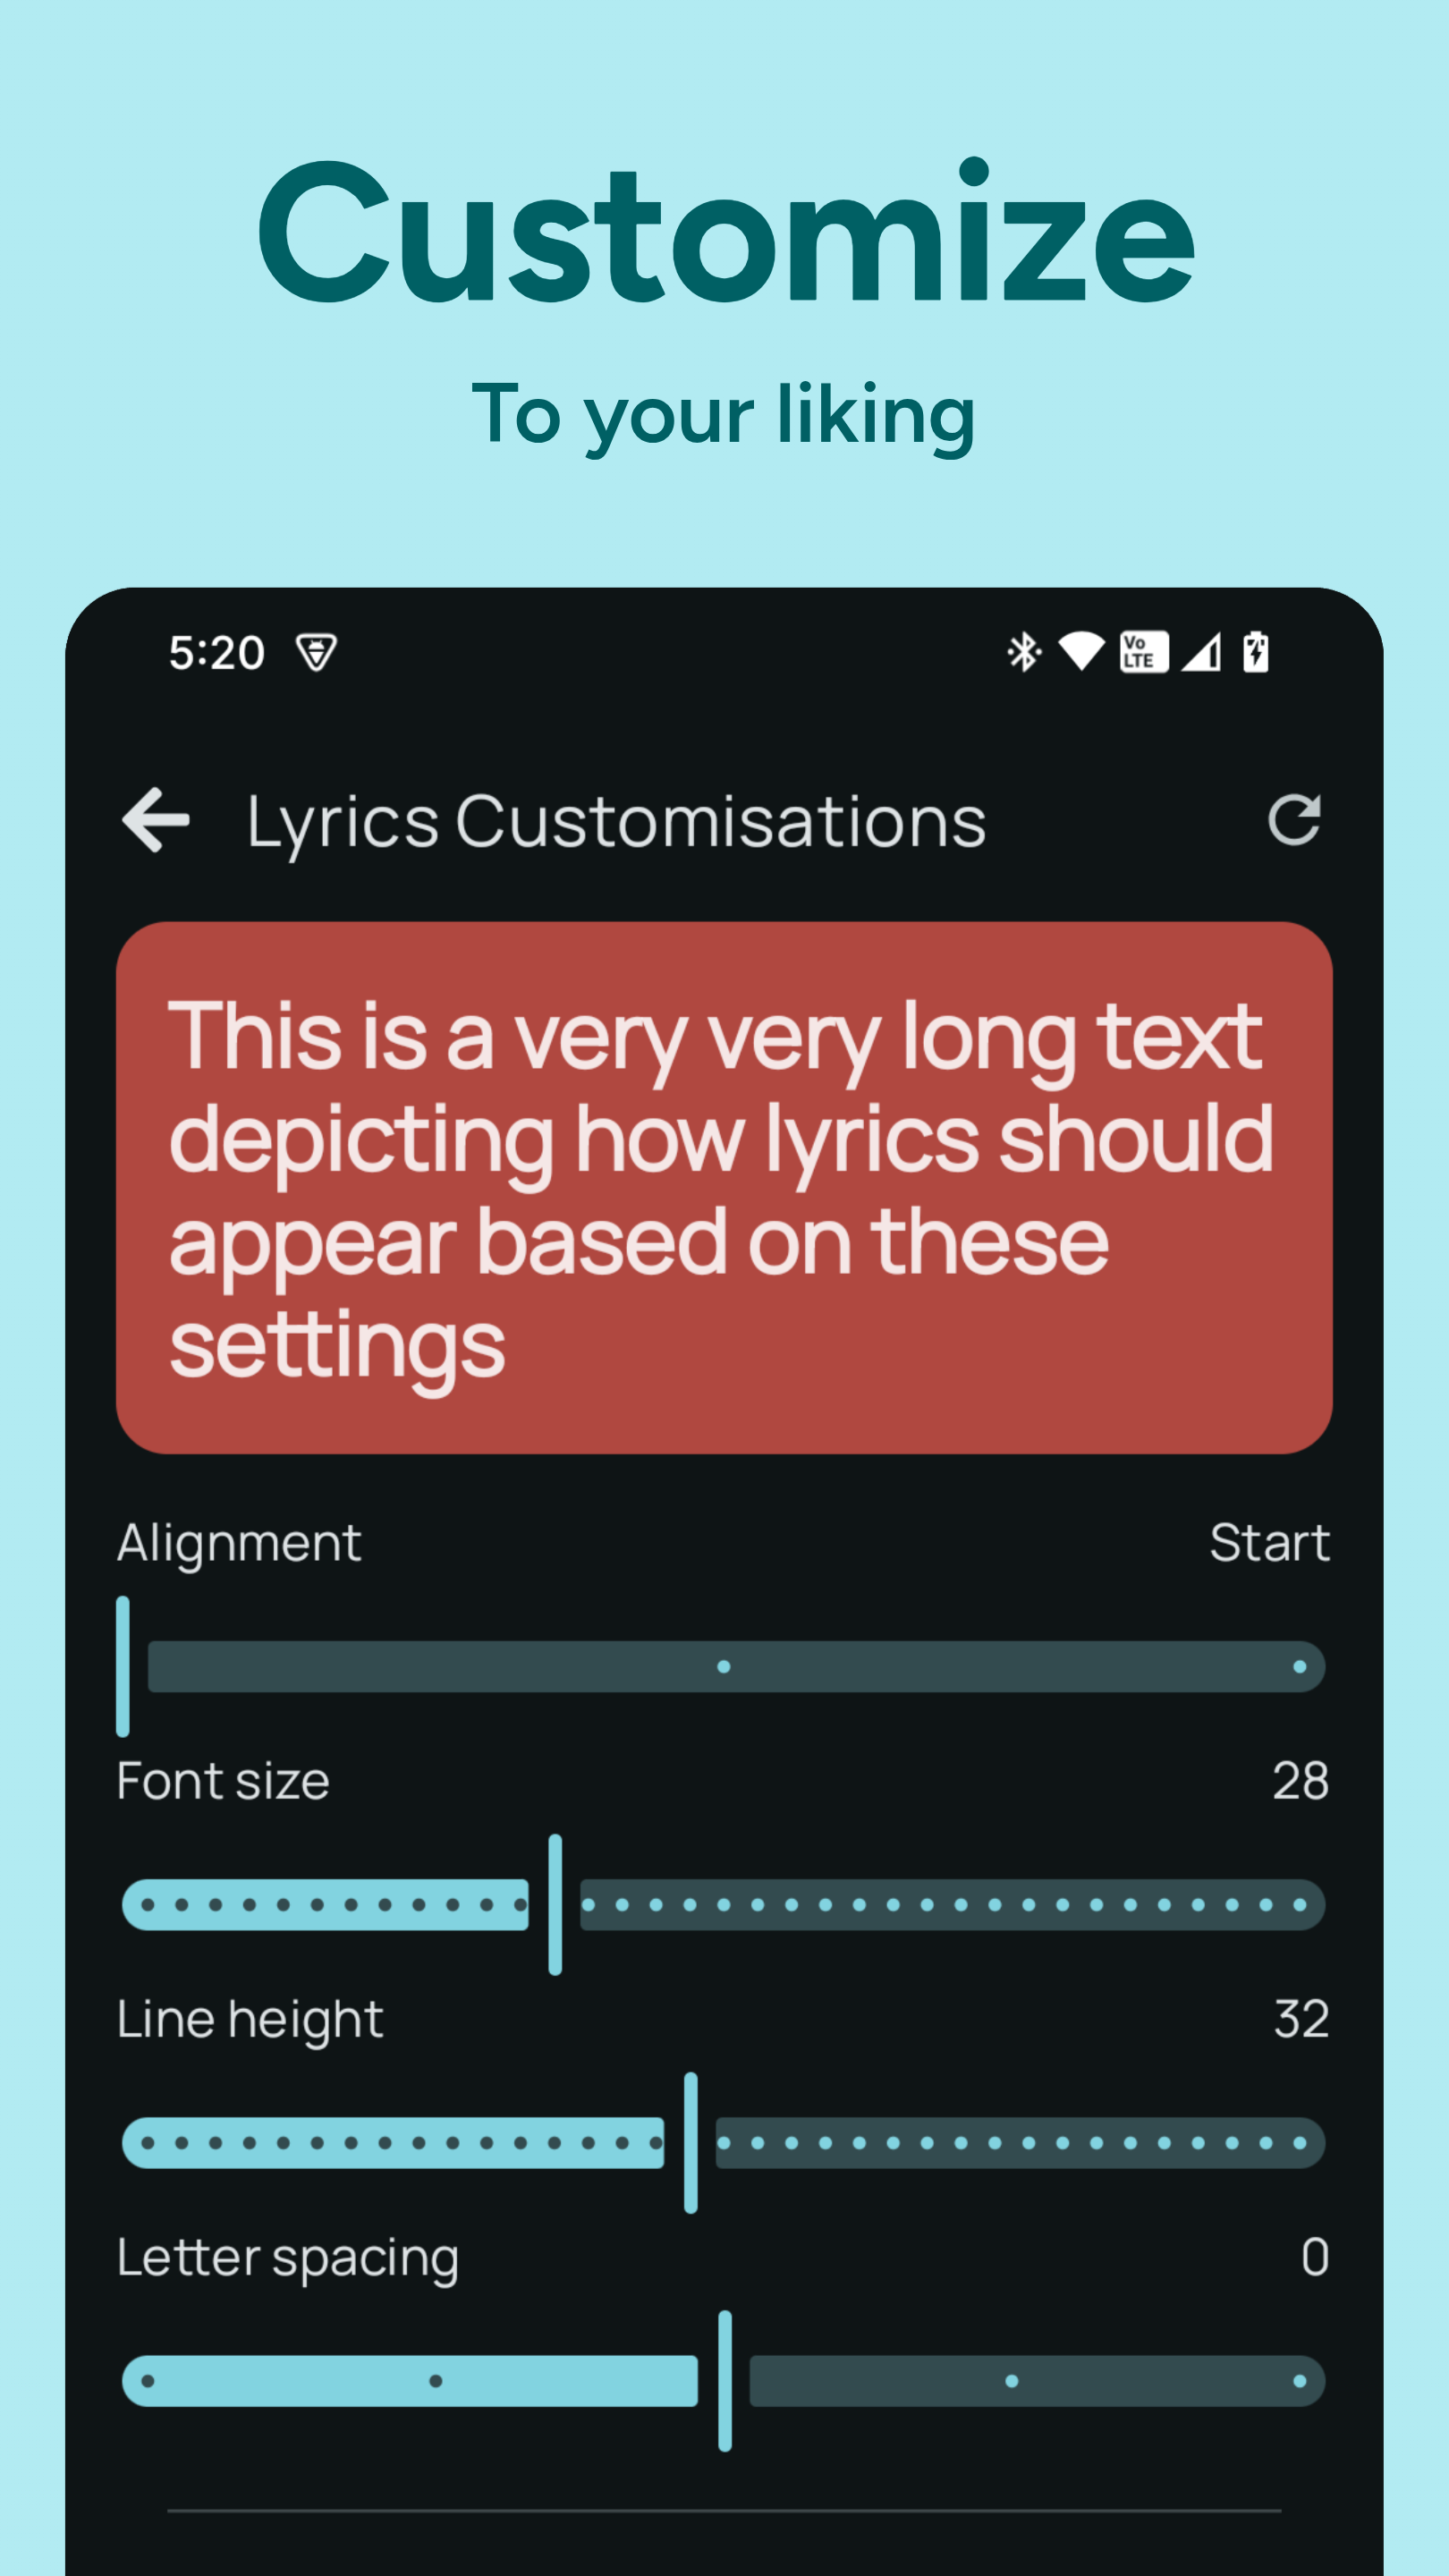 Customize
To your liking
5:20
Vo
LTE
Lyrics Customisations
This is a very very long text
depicting how lyrics should
appear based on these
settings
Alignment Start
Font size 28
Line height 32
Letter spacing 0